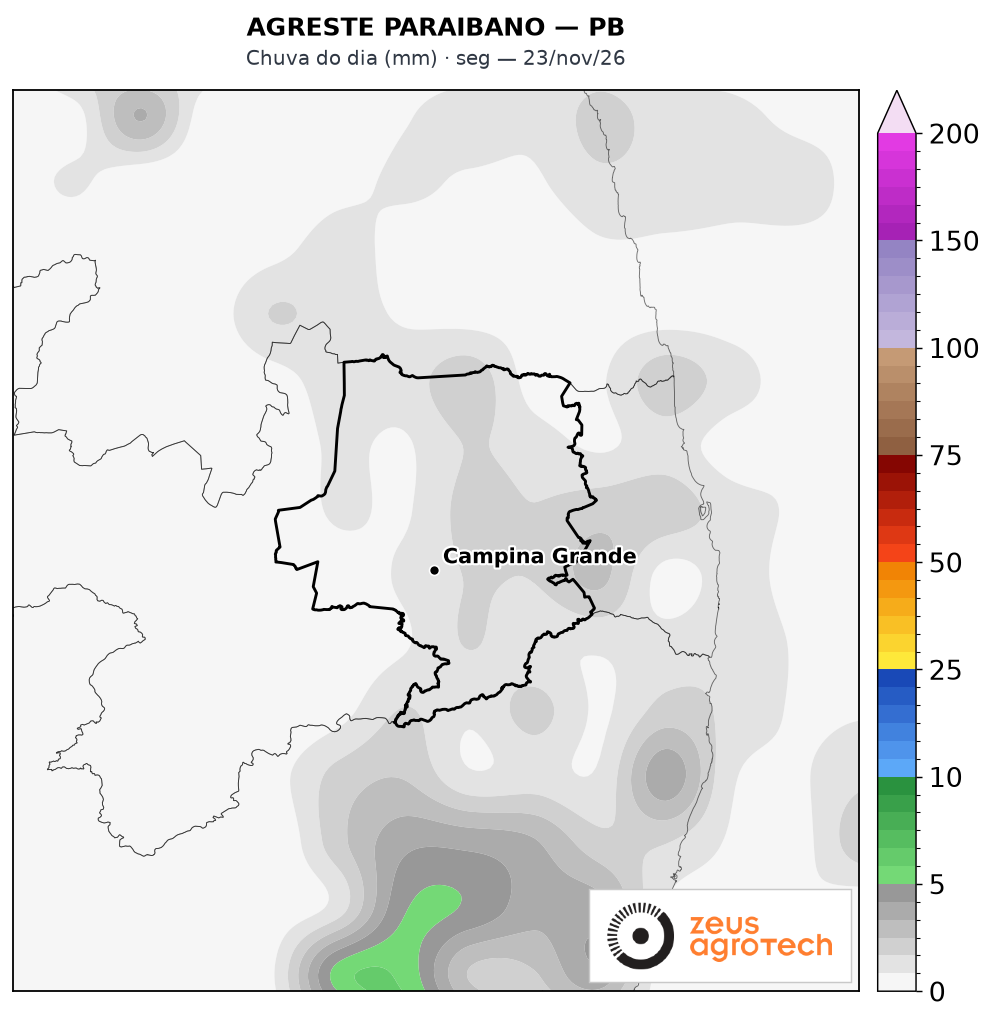 AGRESTE PARAIBANO — PB
Chuva do dia (mm) · seg — 23/nov/26
200
150
100
75
50
25
10
5
0
Campina Grande
zeus
agrotech